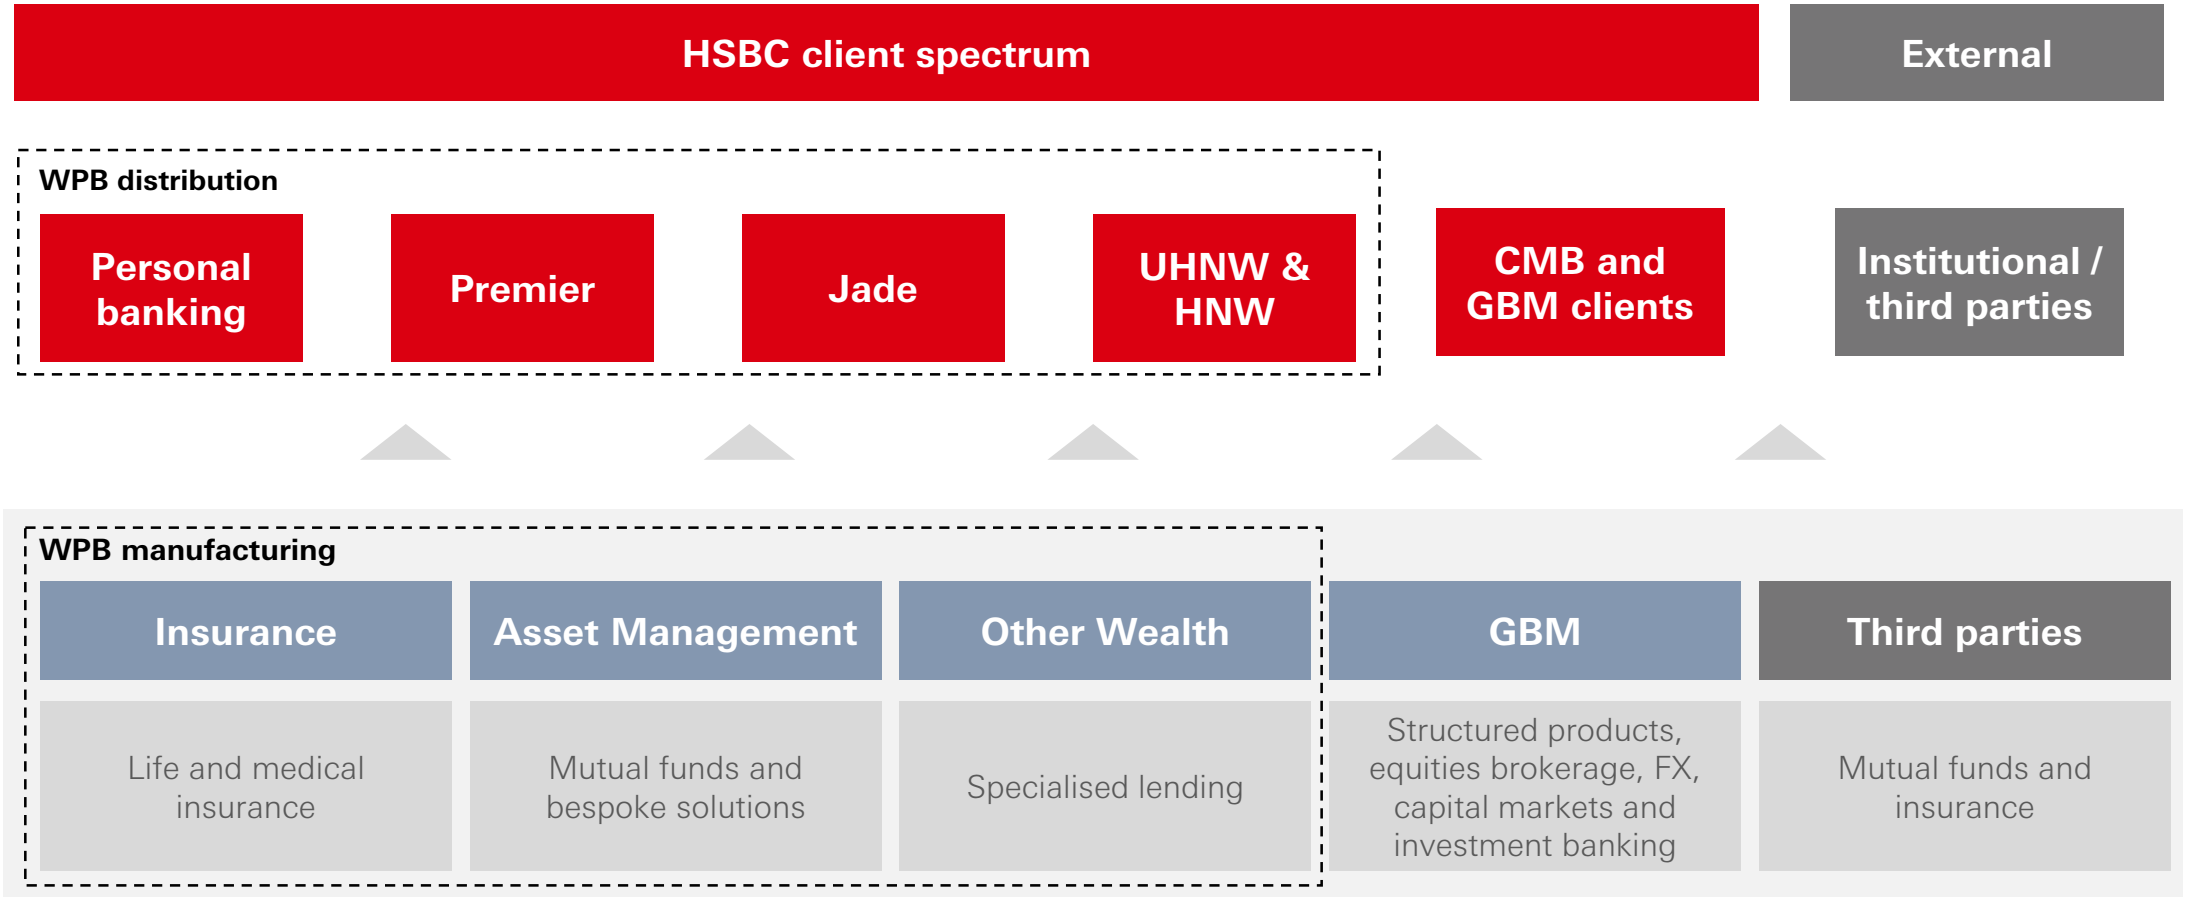 HSBC client spectrum
External
WPB distribution
Personal
banking
Premier
Jade
UHNW &
HNW
CMB and
GBM clients
Institutional /
third parties
WPB manufacturing
Insurance
Asset Management
Other Wealth
GBM
Third parties
Life and medical
insurance
Mutual funds and
bespoke solutions
Specialised lending
Structured products,
equities brokerage, FX,
capital markets and
investment banking
Mutual funds and
insurance